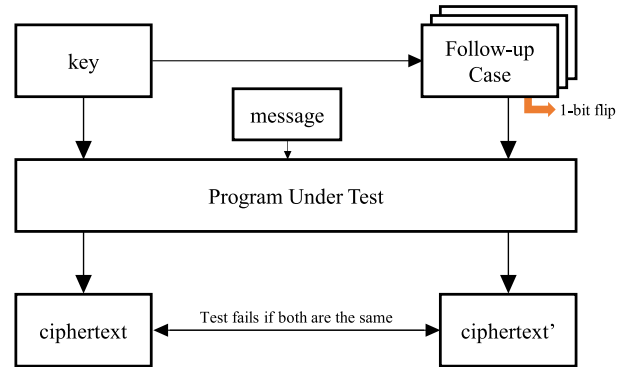 key
Follow-up
Case
1-bit flip
message
Program Under Test
ciphertext
Test fails if both are the same
ciphertext’